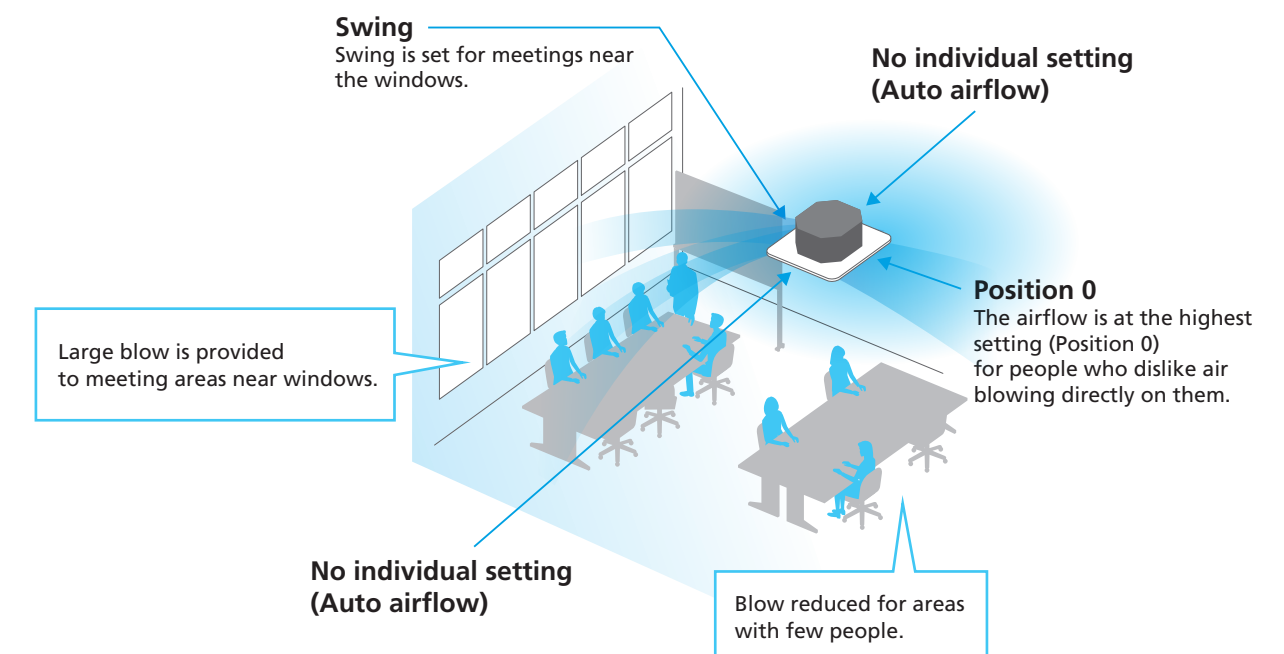 Swing
Swing is set for meetings near
the windows.
No individual setting
(Auto airflow)
Position 0
The airflow is at the highest
setting (Position 0)
for people who dislike air
blowing directly on them.
Large blow is provided
to meeting areas near windows.
No individual setting
(Auto airflow)
Blow reduced for areas
with few people.